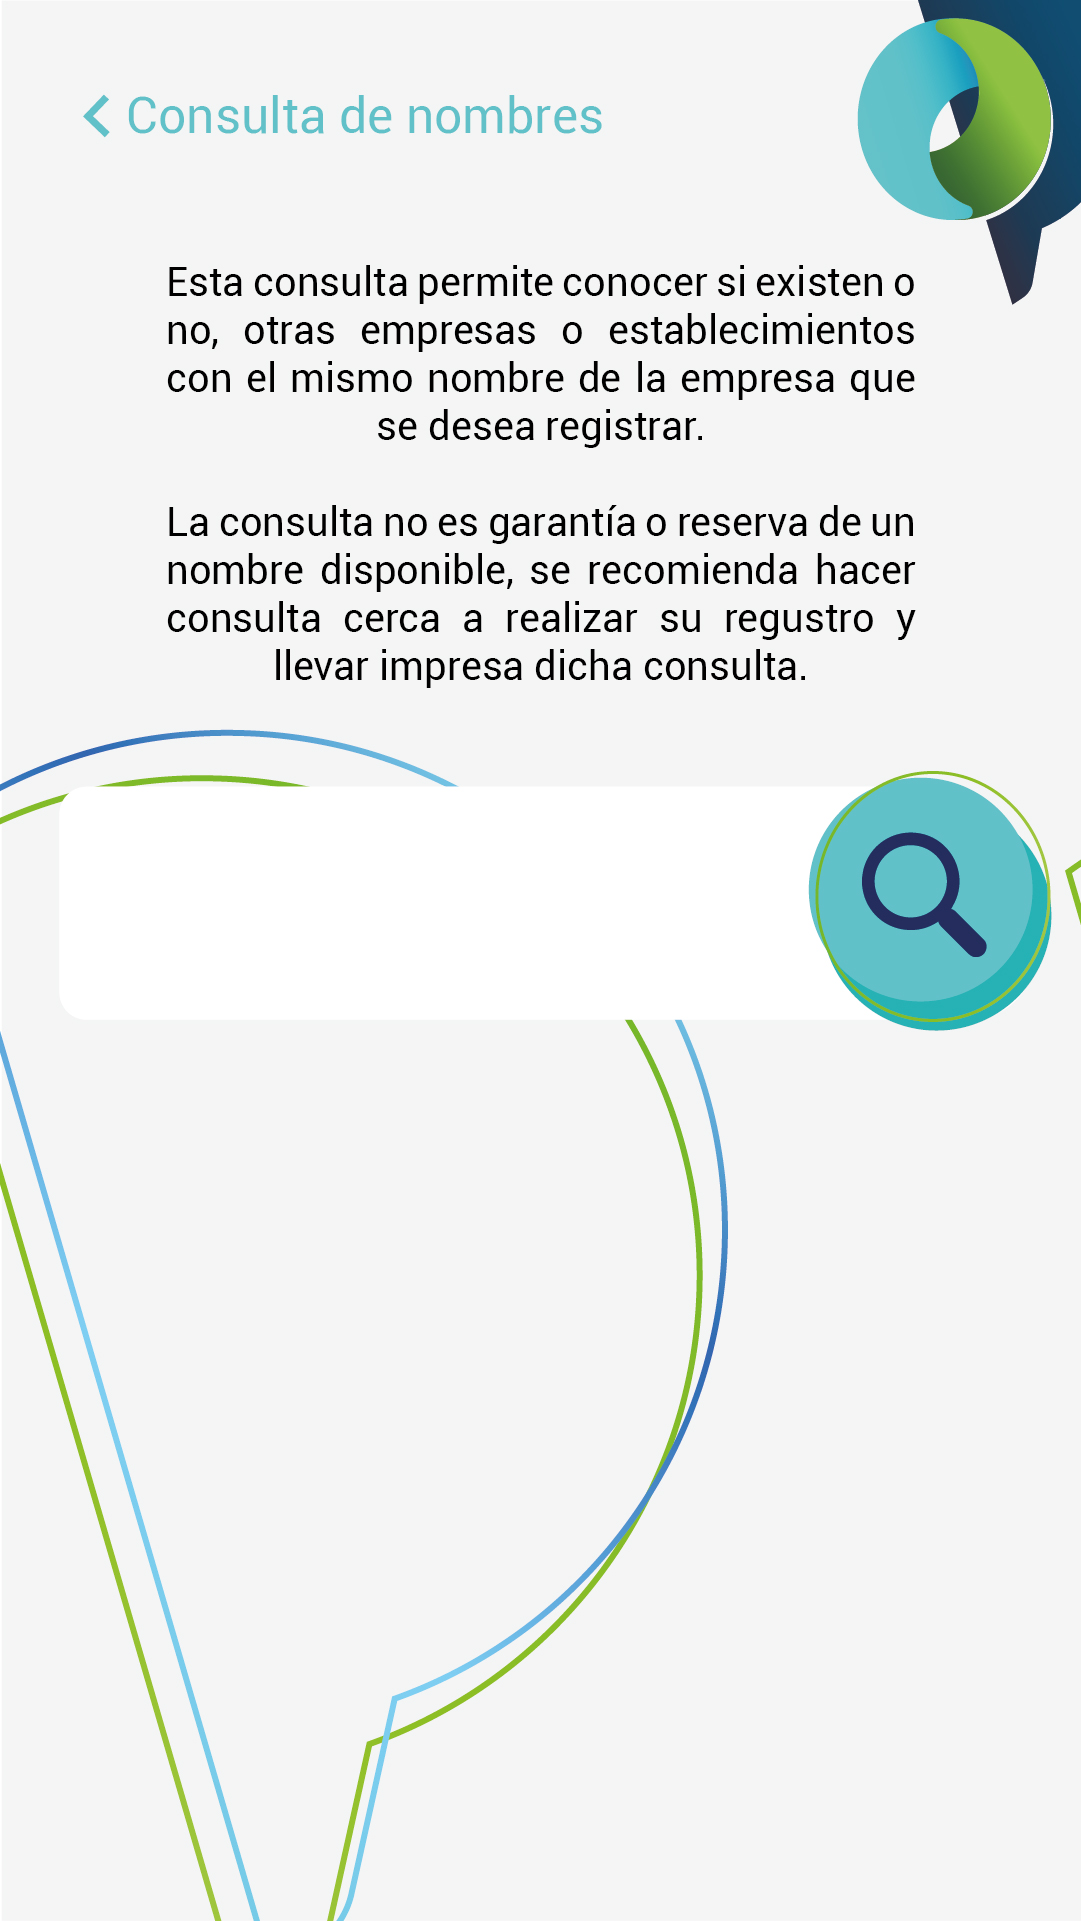 Consulta de nombres
Esta consulta permite conocer si existen o
no, otras empresas o establecimientos
con el mismo nombre de la empresa que
se desea registrar.
La consulta no es garantía o reserva de un
nombre disponible, se recomienda hacer
consulta cerca a realizar su regustro y
llevar impresa dicha consulta.